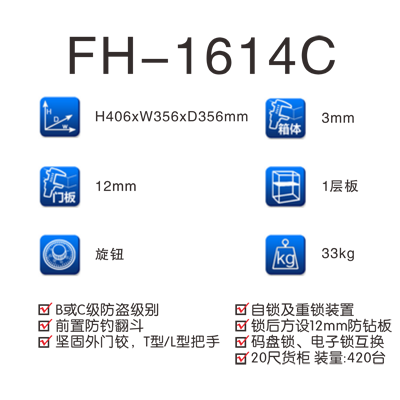 FH-1614C
H406xW356xD356mm
箱体
3mm
门板
12mm
1层板
旋钮
kg
33kg
B或C级防盗级别
前置防钓翻斗
坚固外门铰，T型/L型把手
自锁及重锁装置
锁后方设12mm防钻板
码盘锁、电子锁互换
20尺货柜 装量:420台